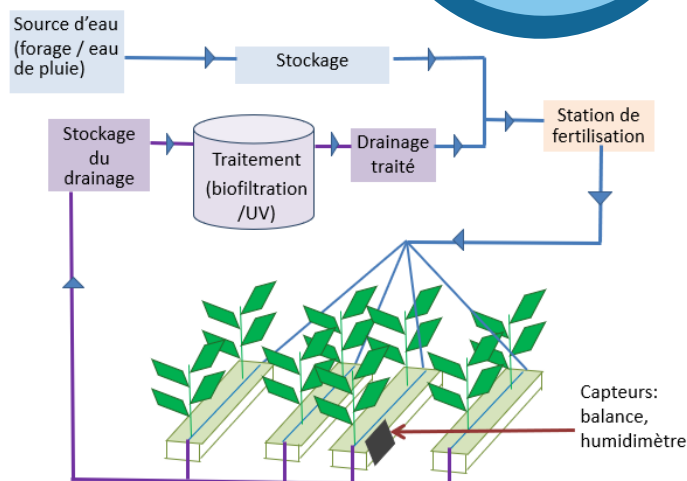 Source d'eau
(forage / eau
de pluie)
Stockage
Station de
fertilisation
Stockage
du
drainage
Traitement
(biofiltration
/UV)
Drainage
traité
Capteurs:
balance,
humidimètre